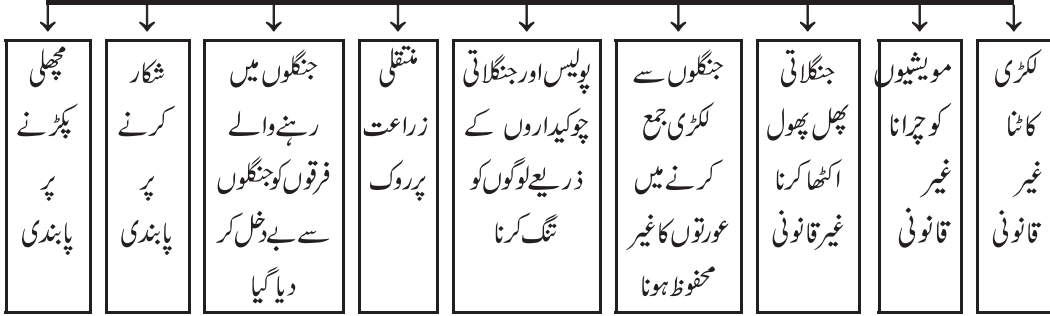 لکڑی
کاٹنا
غیر
قانونی
مویشیوں
کو چرانا
غیر
قانونی
جنگلاتی
پھل پھول
اکٹھا کرنا
غیر قانونی
جنگلوں سے
لکڑی جمع
کرنے میں
عورتوں کا غیر
محفوظ ہونا
پولیس اور جنگلاتی
چوکیداروں کے
ذریعے لوگوں کو
تنگ کرنا
منتقلی
زراعت
پر روک
جنگلوں میں
رہنے والے
فرقوں کو جنگلوں
سے بے دخل کر
دیا گیا
شکار
کرنے
پر
پابندی
مچھلی
پکڑنے
پر
پابندی